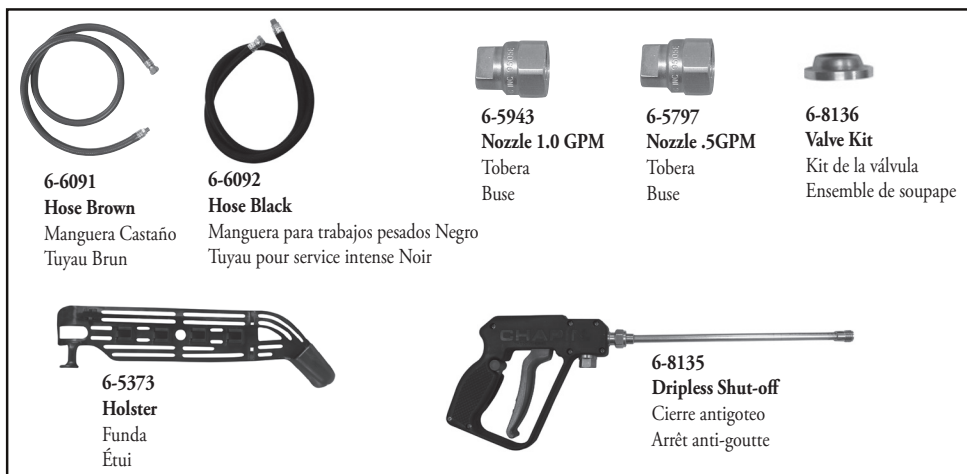 6-6091
Hose Brown
Manguera Castaño
Tuyau Brun
6-6092
Hose Black
Manguera para trabajos pesados Negro
Tuyau pour service intense Noir
6-5943
Nozzle 1.0 GPM
Tobera
Buse
6-5797
Nozzle .5GPM
Tobera
Buse
6-8136
Valve Kit
Kit de la válvula
Ensemble de soupape
6-5373
Holster
Funda
Étui
6-8135
Dripless Shut-off
Cierre antigoteo
Arrêt anti-goutte